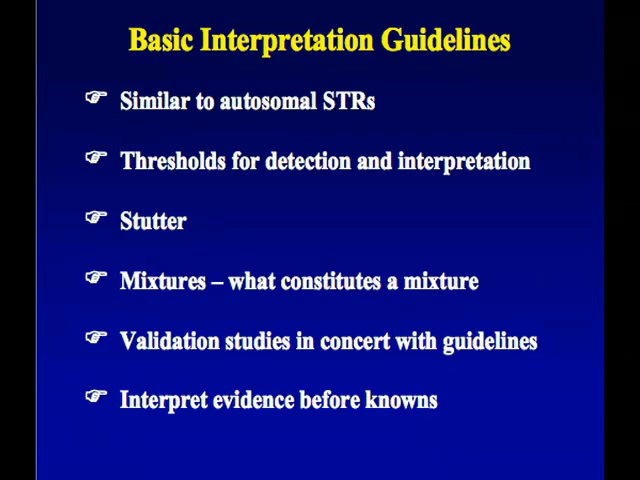 Basic Interpretation Guidelines
Similar to autosomal STRs
Thresholds for detection and interpretation
Stutter
Mixtures – what constitutes a mixture
Validation studies in concert with guidelines
Interpret evidence before knowns